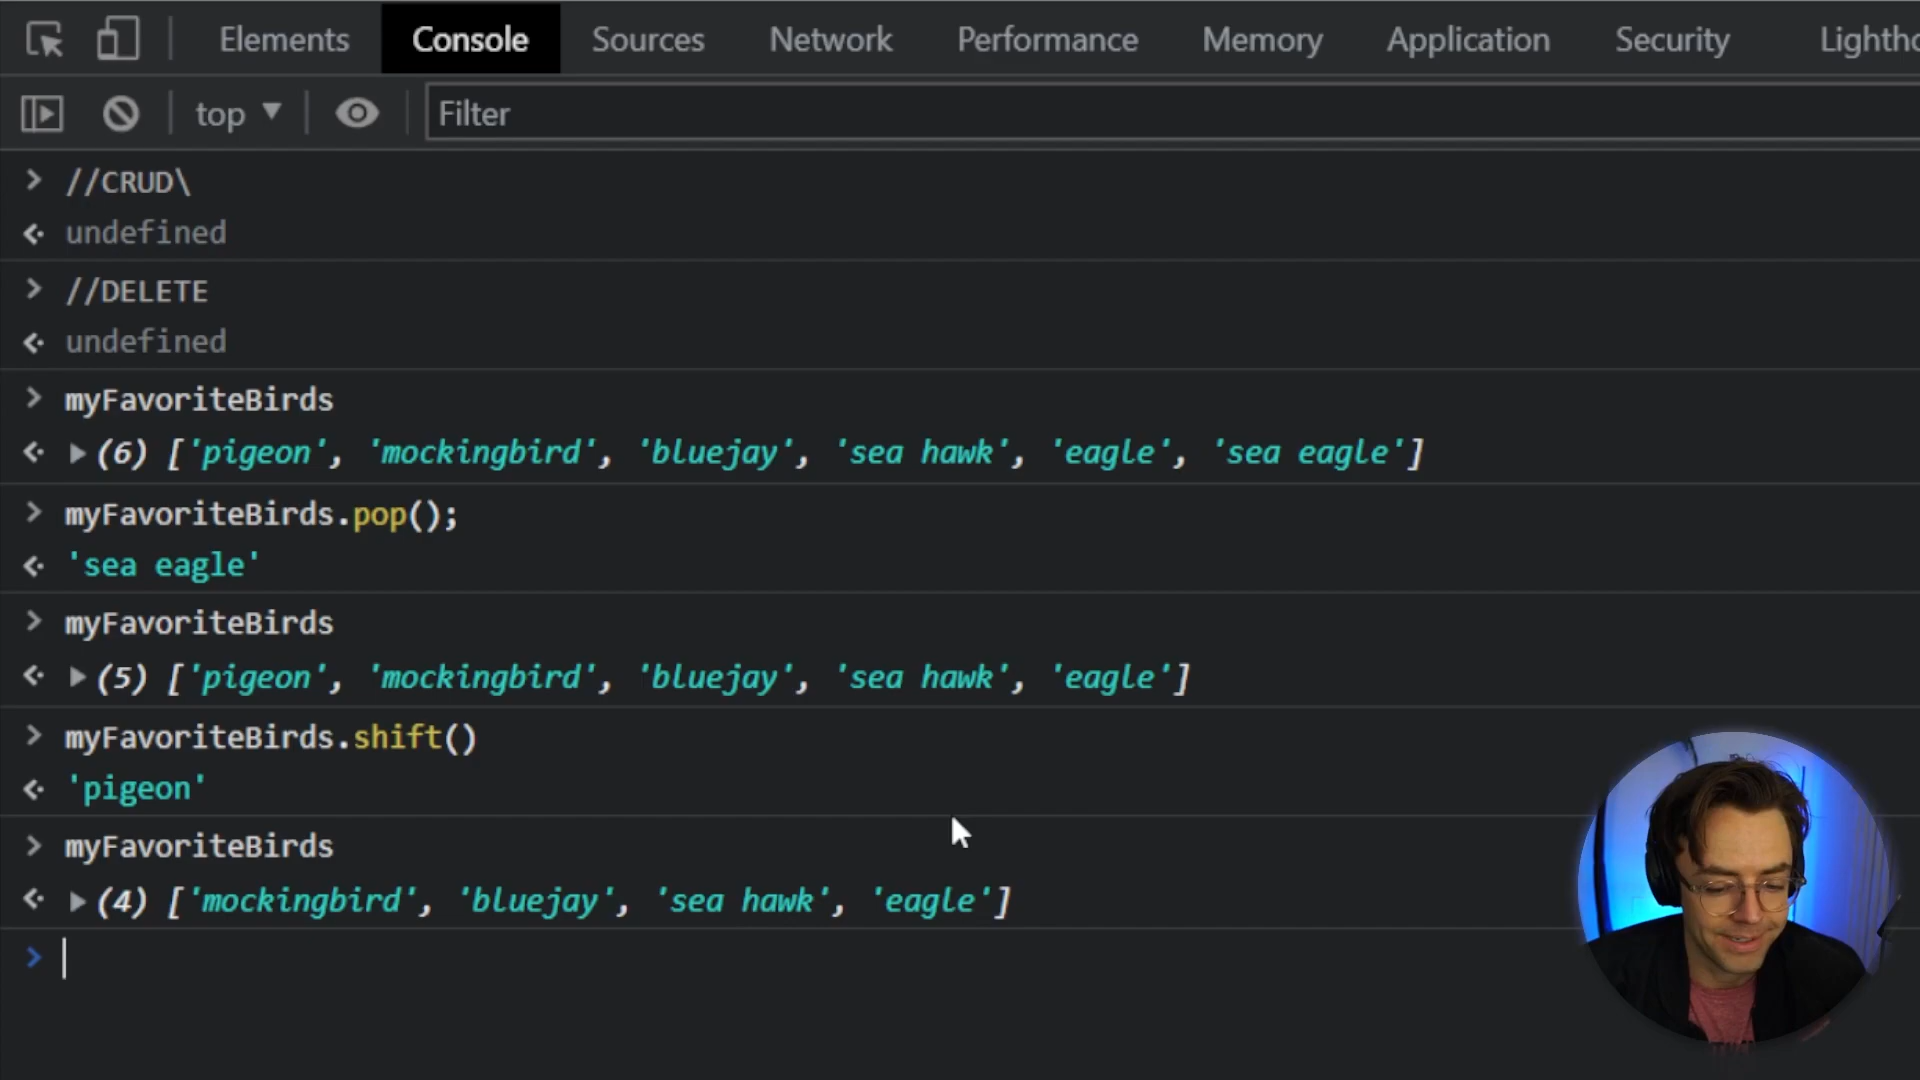 Elements Console Sources Network Performance Memory Application Security Lightho
top Filter
> //CRUD\
undefined
> //DELETE
undefined
> myFavoriteBirds
(6) ['pigeon', 'mockingbird', 'bluejay', 'sea hawk', 'eagle', 'sea eagle']
> myFavoriteBirds.pop();
'sea eagle'
> myFavoriteBirds
(5) ['pigeon', 'mockingbird', 'bluejay', 'sea hawk', 'eagle']
> myFavoriteBirds.shift()
'pigeon'
> myFavoriteBirds
(4) ['mockingbird', 'bluejay', 'sea hawk', 'eagle']
>